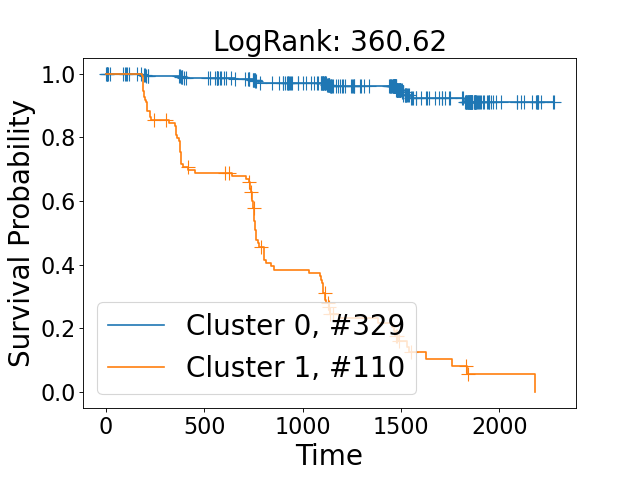 LogRank: 360.62
1.0
0.8
0.6
0.4
0.2
0.0
Survival Probability
Cluster 0, #329
Cluster 1, #110
0
500
1000
1500
2000
Time